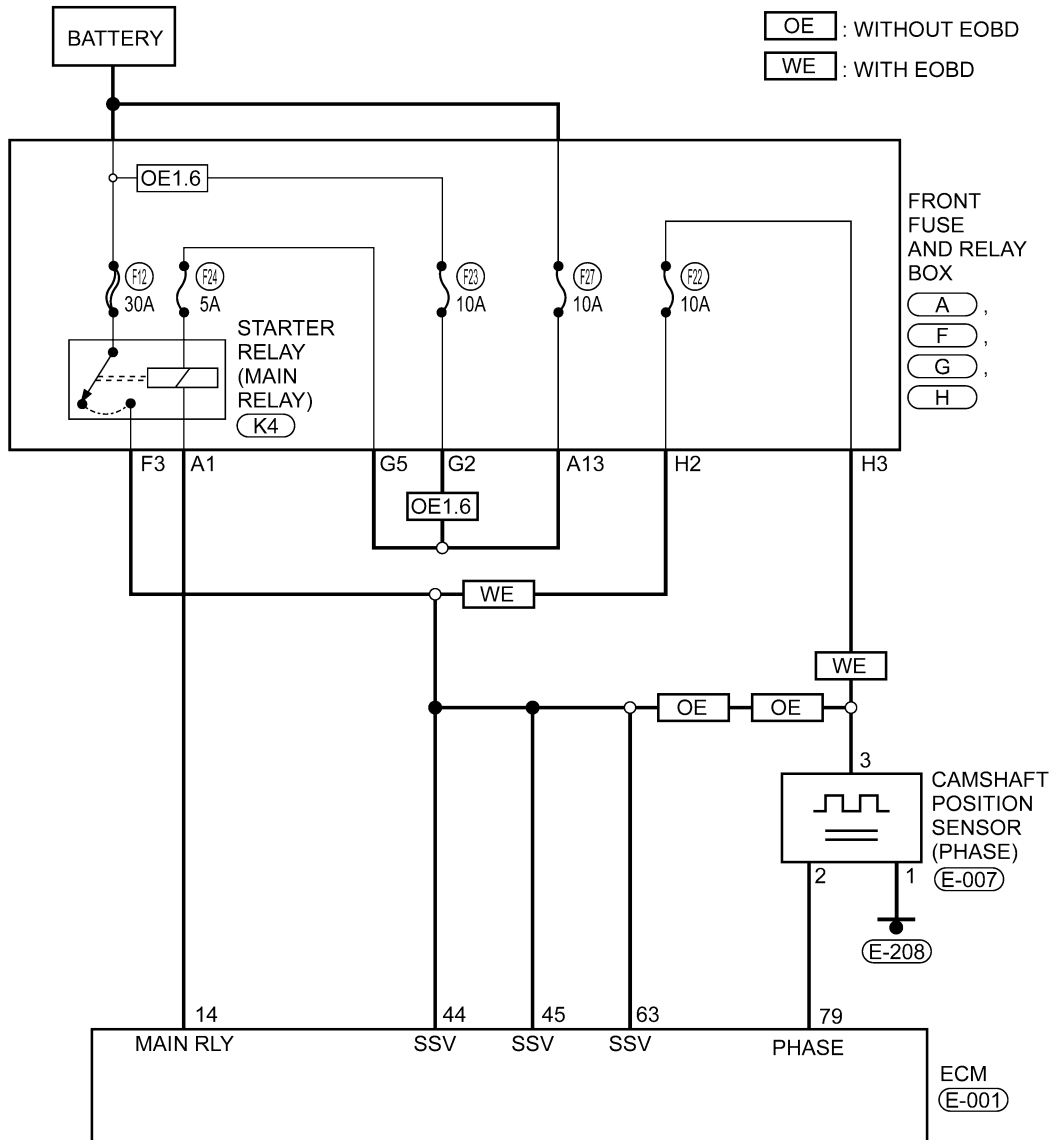 BATTERY
OE : WITHOUT EOBD
WE : WITH EOBD
OE1.6
FRONT
FUSE
AND RELAY
BOX
A ,
F ,
G ,
H
F12
30A
F24
5A
F23
10A
F27
10A
F22
10A
STARTER
RELAY
(MAIN
RELAY)
K4
F3 A1 G5 G2 A13 H2 H3
OE1.6
WE
WE
OE OE
3
CAMSHAFT
POSITION
SENSOR
(PHASE)
E-007
2 1
E-208
14 44 45 63 79
MAIN RLY SSV SSV SSV PHASE
ECM
E-001